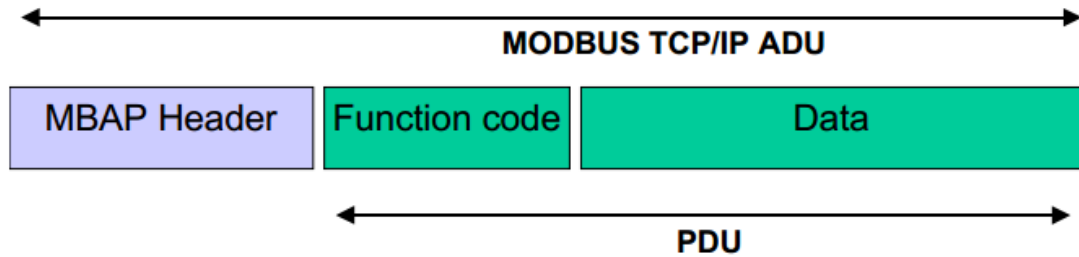 MODBUS TCP/IP ADU
MBAP Header Function code Data
PDU